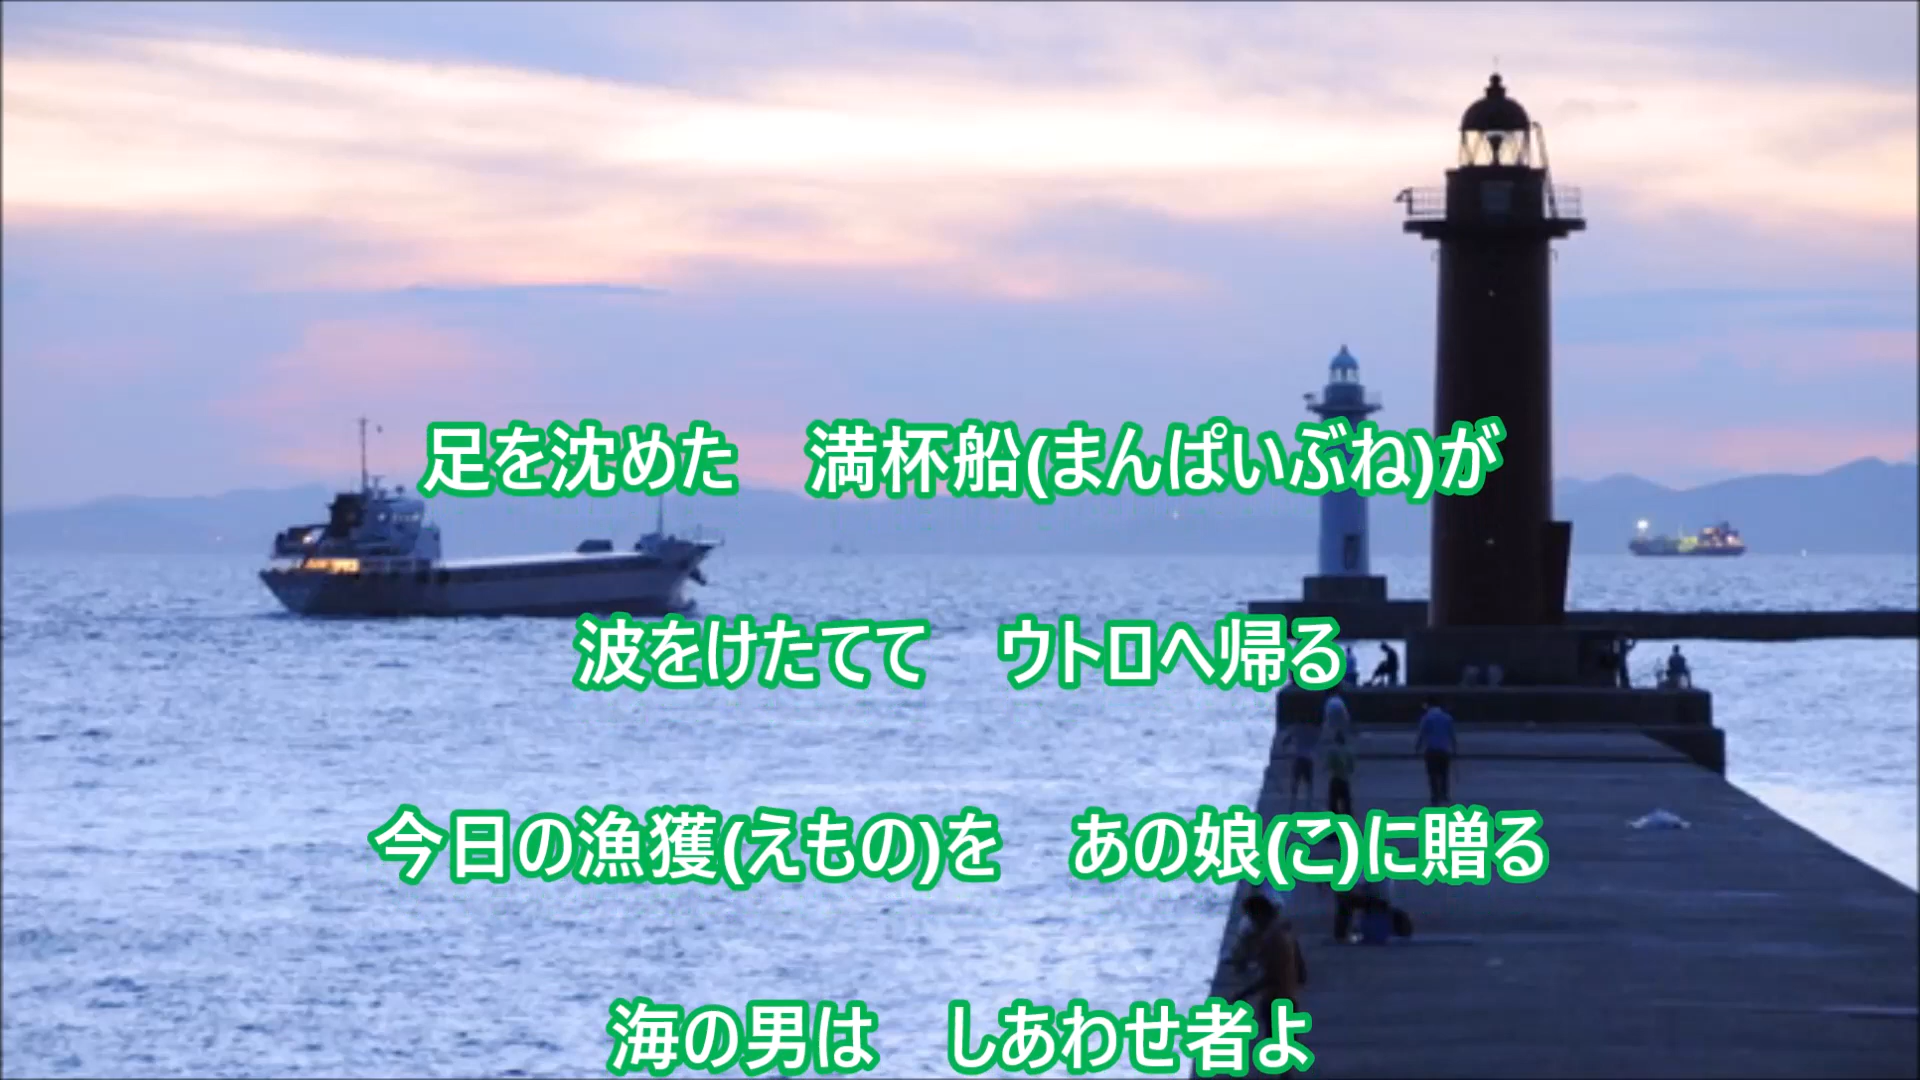 足を沈めた　満杯船(まんぱいぶね)が
波をけたてて　ウトロへ帰る
今日の漁獲(えもの)を　あの娘(こ)に贈る
海の男は　しあわせ者よ